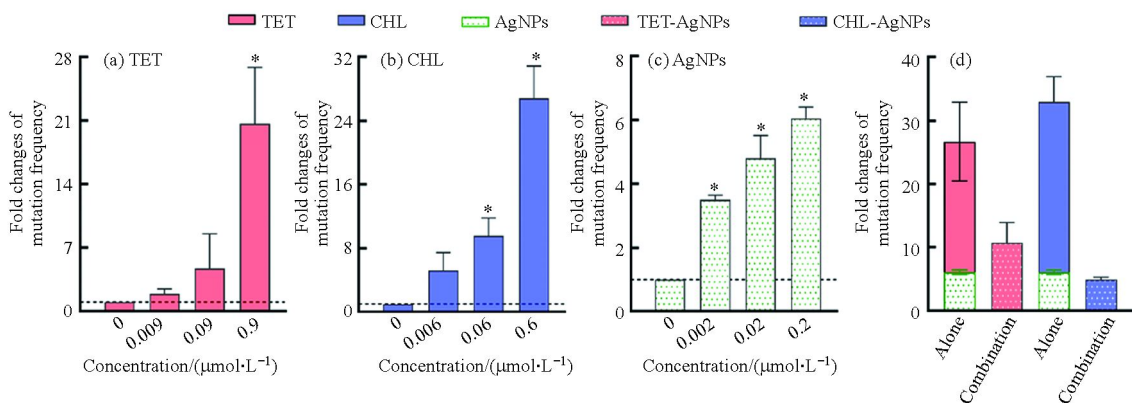 TET CHL AgNPs TET-AgNPs CHL-AgNPs
(a) TET
Fold changes of
mutation frequency
28
21
14
7
0
0 0.009 0.09 0.9
Concentration/(μmol·L⁻¹)
*
(b) CHL
Fold changes of
mutation frequency
32
24
16
8
0
0 0.006 0.06 0.6
Concentration/(μmol·L⁻¹)
* *
(c) AgNPs
Fold changes of
mutation frequency
8
6
4
2
0
0 0.002 0.02 0.2
Concentration/(μmol·L⁻¹)
* * *
(d)
Fold changes of
mutation frequency
40
30
20
10
0
Alone Combination Alone Combination